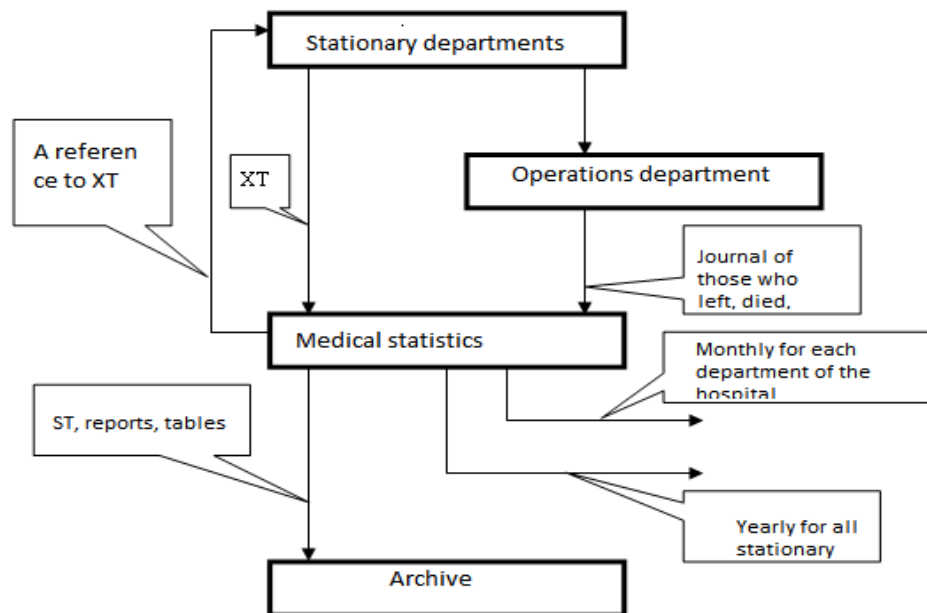 Stationary departments
A referen
ce to XT
XT
Operations department
Journal of
those who
left, died,
Medical statistics
Monthly for each
department of the
hospital
ST, reports, tables
Yearly for all
stationary
Archive